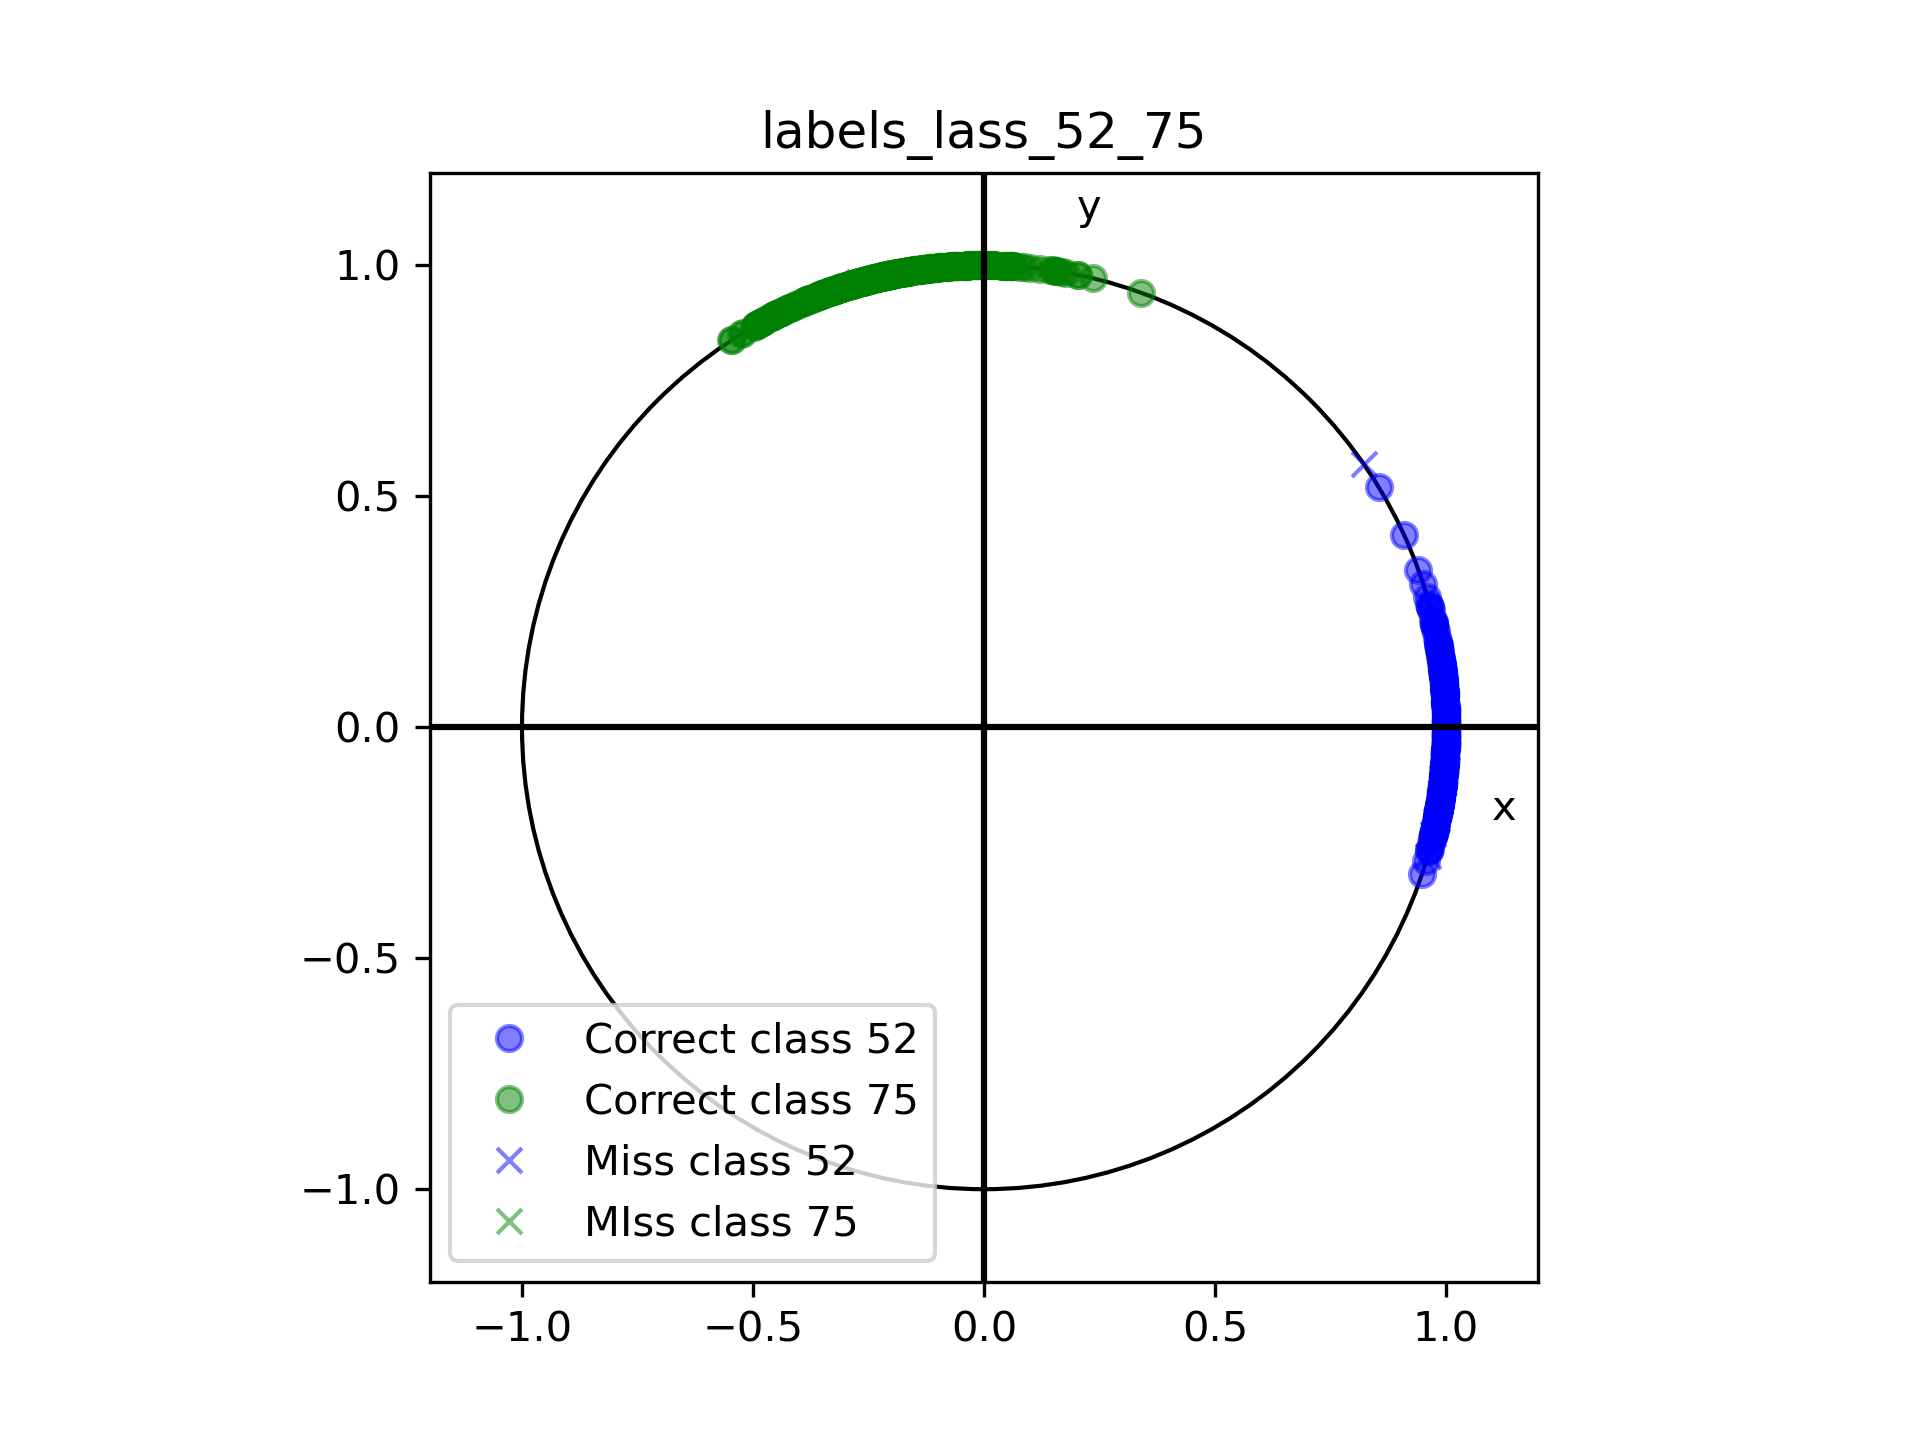 labels_lass_52_75
y
1.0
0.5
0.0
−0.5
−1.0
x
Correct class 52
Correct class 75
Miss class 52
MIss class 75
−1.0 −0.5 0.0 0.5 1.0